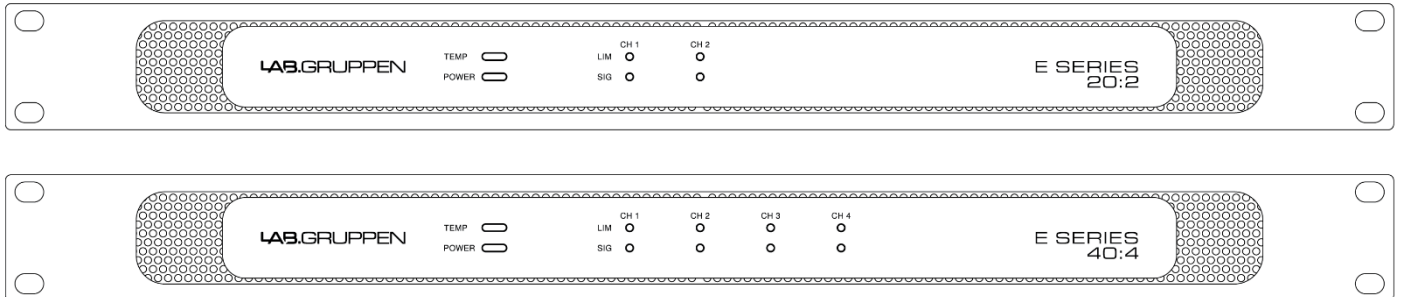 CH 1 CH 2
LAB.GRUPPEN TEMP LIM E SERIES
POWER SIG 20:2
CH 1 CH 2 CH 3 CH 4
LAB.GRUPPEN TEMP LIM E SERIES
POWER SIG 40:4